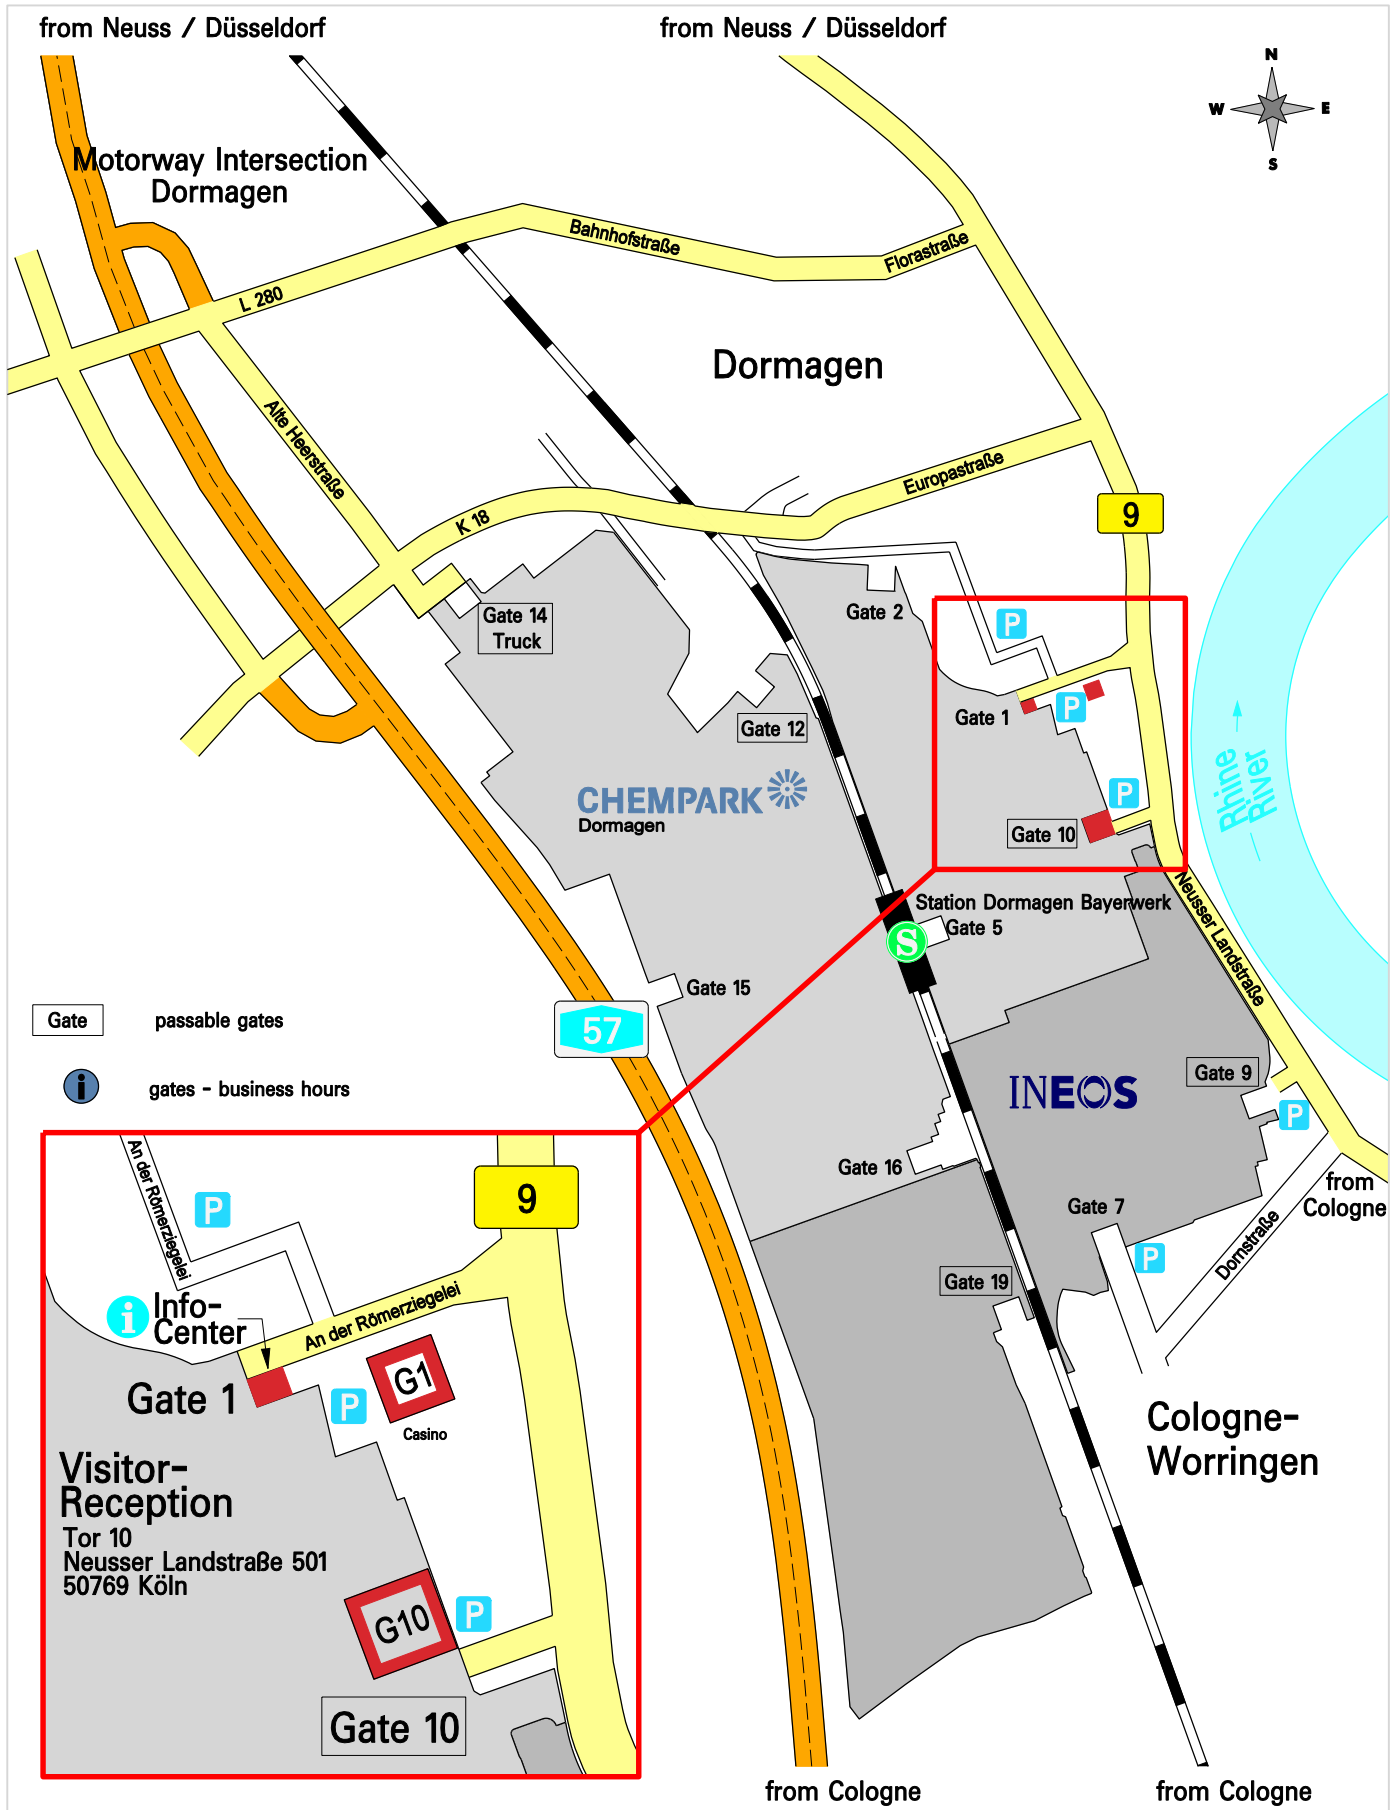 from Neuss / Düsseldorf
from Neuss / Düsseldorf
N
W
E
S
Motorway Intersection
Dormagen
Bahnhofstraße
Florastraße
L 280
Dormagen
Alte Heerstraße
Europastraße
K 18
9
Gate 2
Gate 14
Truck
P
Gate 1
P
Gate 12
CHEMPARK
Dormagen
P
Gate 10
Rhine
River
Station Dormagen Bayerwerk
Gate 5
S
Neusser Landstraße
Gate 15
57
Gate
passable gates
i
gates - business hours
INEOS
Gate 9
P
Gate 16
from
Cologne
Gate 7
P
Dornstraße
Gate 19
Cologne-
Worringen
An der Römerziegelei
P
9
i
Info-
Center
An der Römerziegelei
G1
Gate 1
P
Casino
Visitor-
Reception
Tor 10
Neusser Landstraße 501
50769 Köln
G10
P
Gate 10
from Cologne
from Cologne